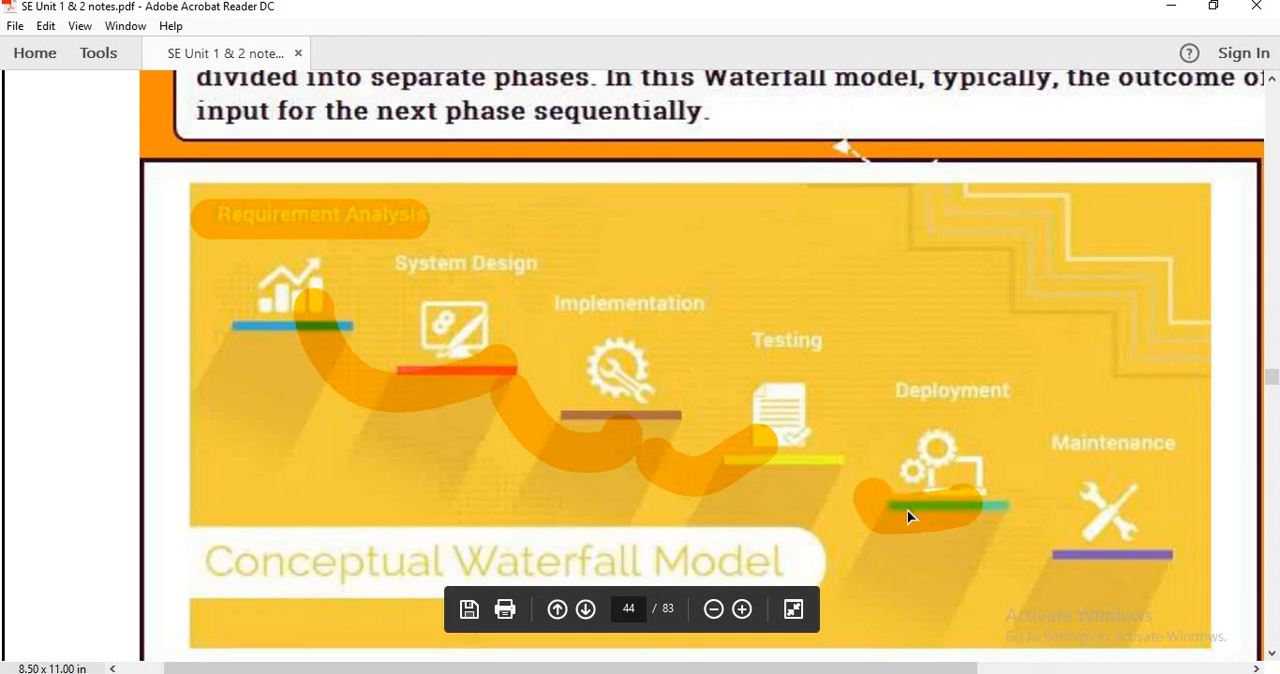 SE Unit 1 & 2 notes.pdf - Adobe Acrobat Reader DC
File Edit View Window Help
Home Tools SE Unit 1 & 2 note... × Sign In
divided into separate phases. In this Waterfall model, typically, the outcome
input for the next phase sequentially.
Requirement Analysis
System Design
Implementation
Testing
Deployment
Maintenance
Conceptual Waterfall Model
44 / 83
Activate Windows
Go to Settings to activate Windows.
8.50 x 11.00 in